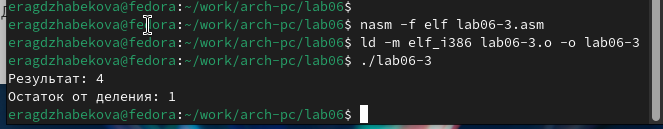 eragdzhabekova@fedora:~/work/arch-pc/lab06$
eragdzhabekova@fedora:~/work/arch-pc/lab06$ nasm -f elf lab06-3.asm
eragdzhabekova@fedora:~/work/arch-pc/lab06$ ld -m elf_i386 lab06-3.o -o lab06-3
eragdzhabekova@fedora:~/work/arch-pc/lab06$ ./lab06-3
Результат: 4
Остаток от деления: 1
eragdzhabekova@fedora:~/work/arch-pc/lab06$